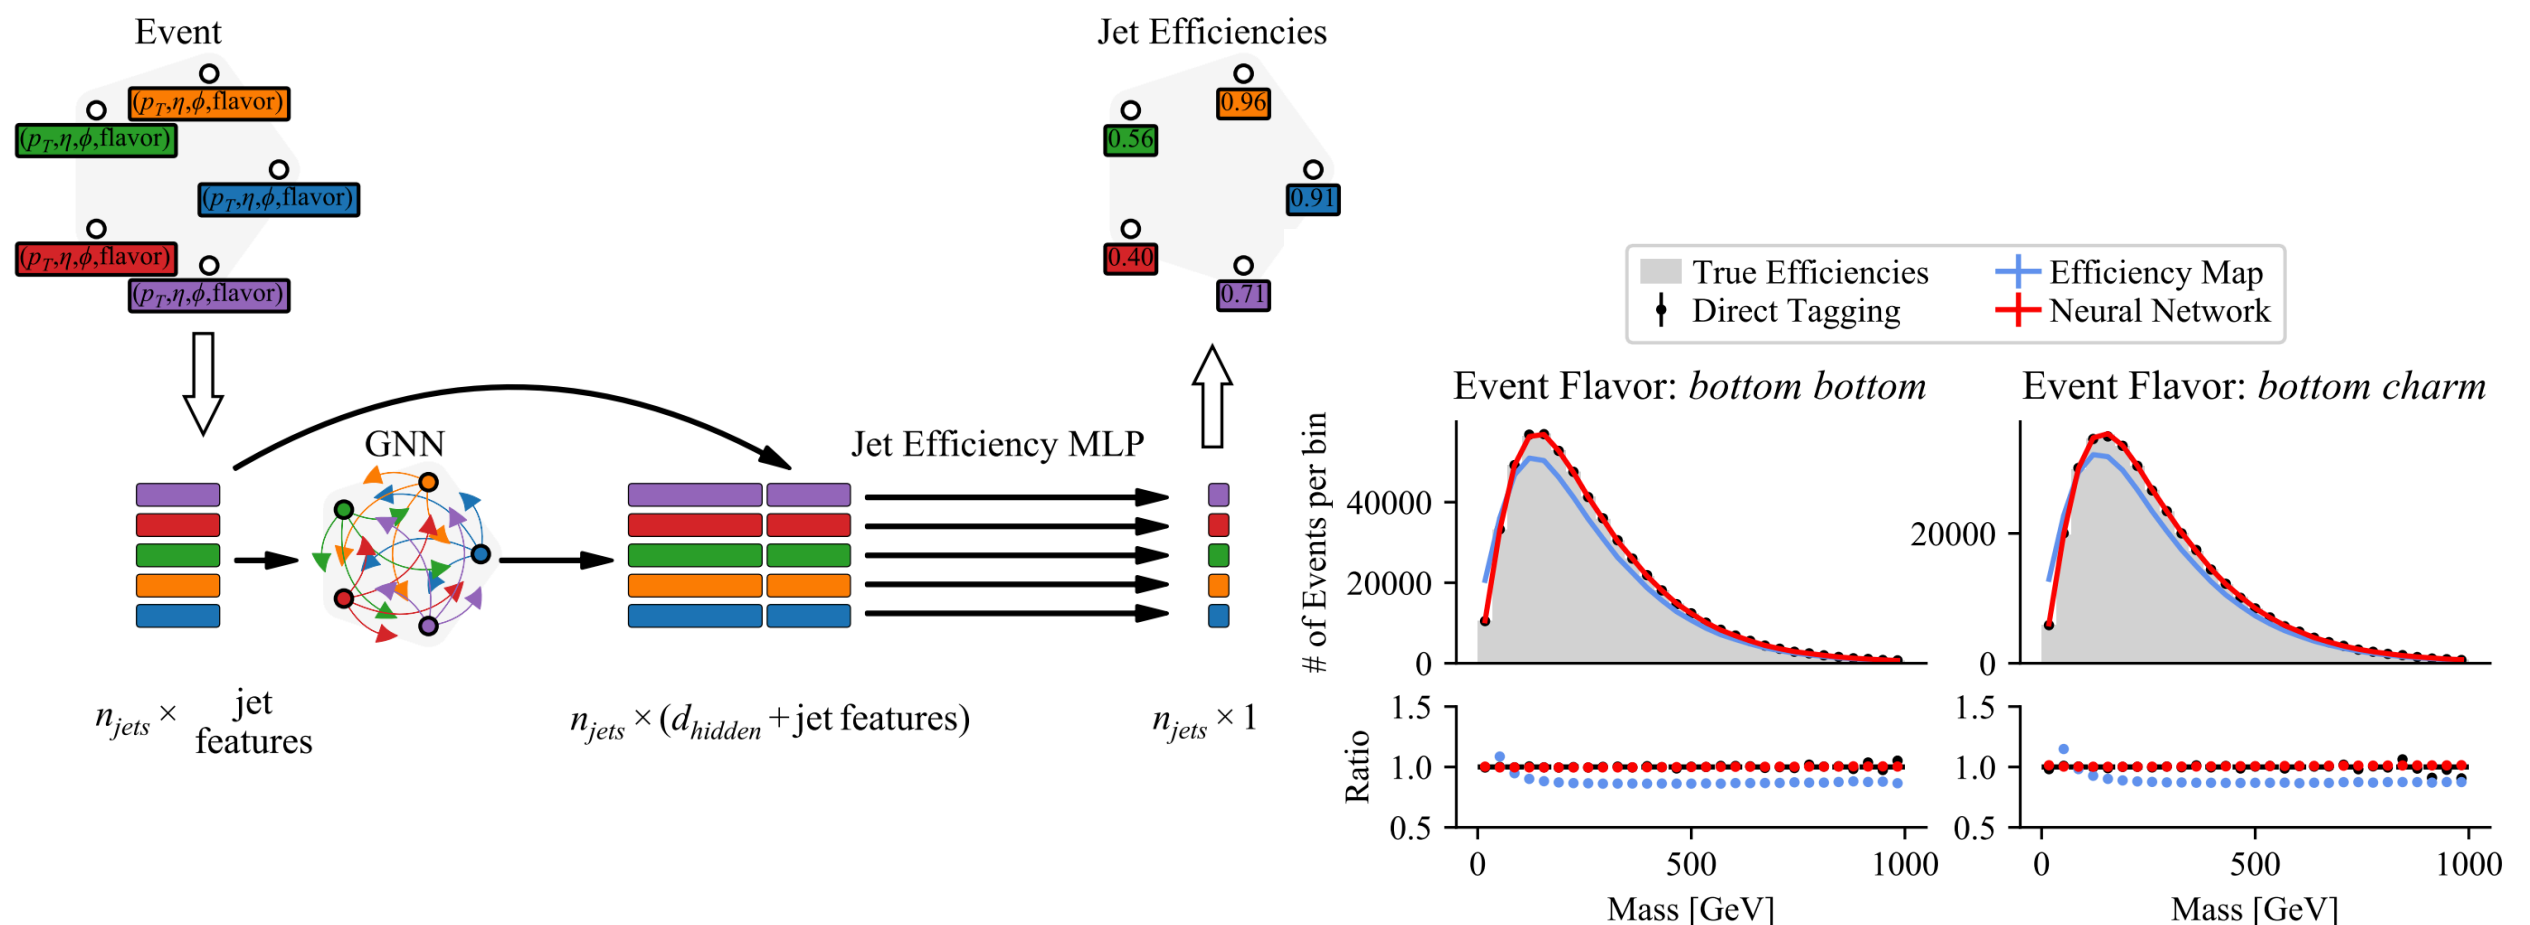 Event
(p_T,η,ϕ,flavor)
(p_T,η,ϕ,flavor)
(p_T,η,ϕ,flavor)
(p_T,η,ϕ,flavor)
(p_T,η,ϕ,flavor)
Jet Efficiencies
0.96
0.56
0.91
0.40
0.71
GNN
Jet Efficiency MLP
n_jets × jet features
n_jets × (d_hidden + jet features)
n_jets × 1
True Efficiencies
Direct Tagging
Efficiency Map
Neural Network
Event Flavor: bottom bottom
# of Events per bin
40000
20000
0
Ratio
1.5
1.0
0.5
0 500 1000
Mass [GeV]
Event Flavor: bottom charm
20000
0
1.5
1.0
0.5
0 500 1000
Mass [GeV]